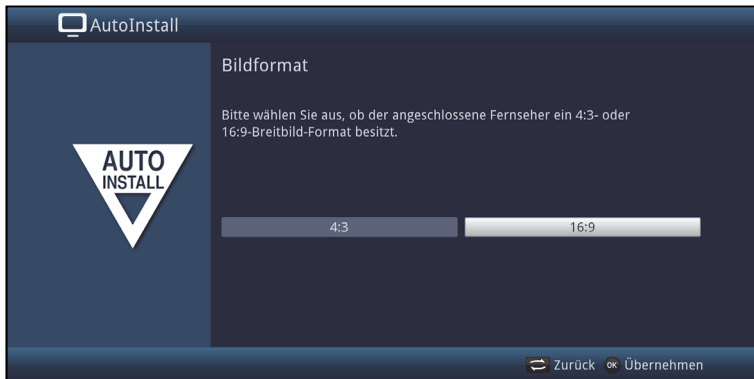 AutoInstall
Bildformat
Bitte wählen Sie aus, ob der angeschlossene Fernseher ein 4:3- oder
16:9-Breitbild-Format besitzt.
AUTO
INSTALL
4:3
16:9
Zurück OK Übernehmen